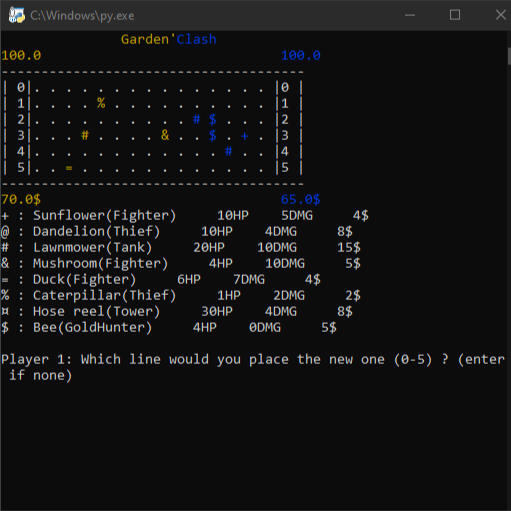 C:\Windows\py.exe
Garden'Clash
100.0 100.0
--------------------------------------
| 0|. . . . . . . . . . . . . . . |0 |
| 1|. . . . % . . . . . . . . . . |1 |
| 2|. . . . . . . . . . # $ . . . |2 |
| 3|. . . # . . . . & . . $ . + . |3 |
| 4|. . . . . . . . . . . . # . . |4 |
| 5|. . = . . . . . . . . . . . . |5 |
--------------------------------------
70.0$ 65.0$
+ : Sunflower(Fighter) 10HP 5DMG 4$
@ : Dandelion(Thief) 10HP 4DMG 8$
# : Lawnmower(Tank) 20HP 10DMG 15$
& : Mushroom(Fighter) 4HP 10DMG 5$
= : Duck(Fighter) 6HP 7DMG 4$
% : Caterpillar(Thief) 1HP 2DMG 2$
¤ : Hose reel(Tower) 30HP 4DMG 8$
$ : Bee(GoldHunter) 4HP 0DMG 5$
Player 1: Which line would you place the new one (0-5) ? (enter
if none)